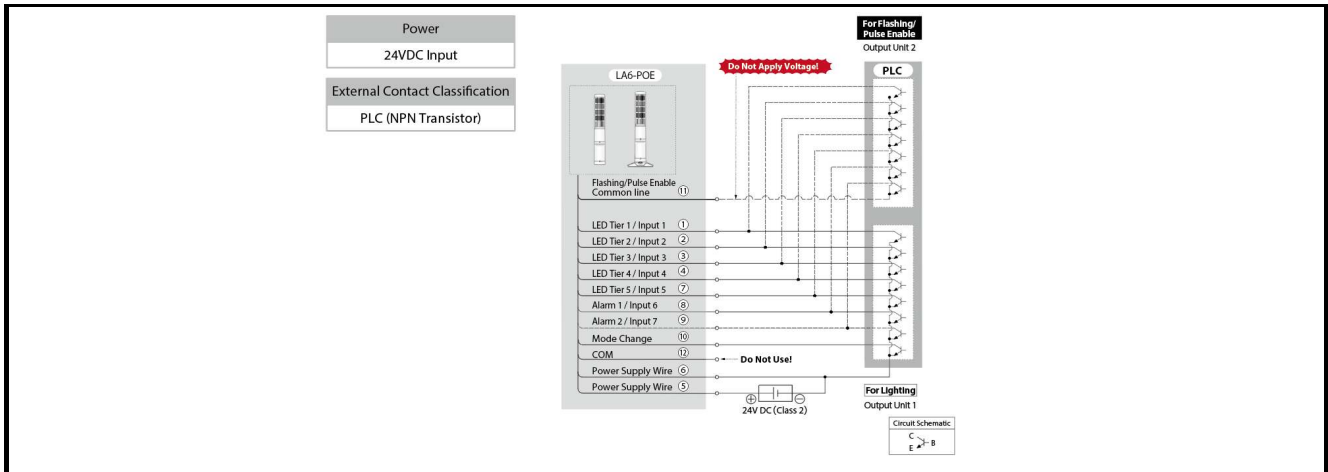 Power
24VDC Input
External Contact Classification
PLC (NPN Transistor)
For Flashing/
Pulse Enable
Output Unit 2
LA6-POE
Do Not Apply Voltage!
PLC
Flashing/Pulse Enable
Common line ⑪
LED Tier 1 / Input 1 ①
LED Tier 2 / Input 2 ②
LED Tier 3 / Input 3 ③
LED Tier 4 / Input 4 ④
LED Tier 5 / Input 5 ⑦
Alarm 1 / Input 6 ⑧
Alarm 2 / Input 7 ⑨
Mode Change ⑩
COM ⑫
Do Not Use!
Power Supply Wire ⑥
Power Supply Wire ⑤
⊕ ⊖
24V DC (Class 2)
For Lighting
Output Unit 1
Circuit Schematic
C
B
E